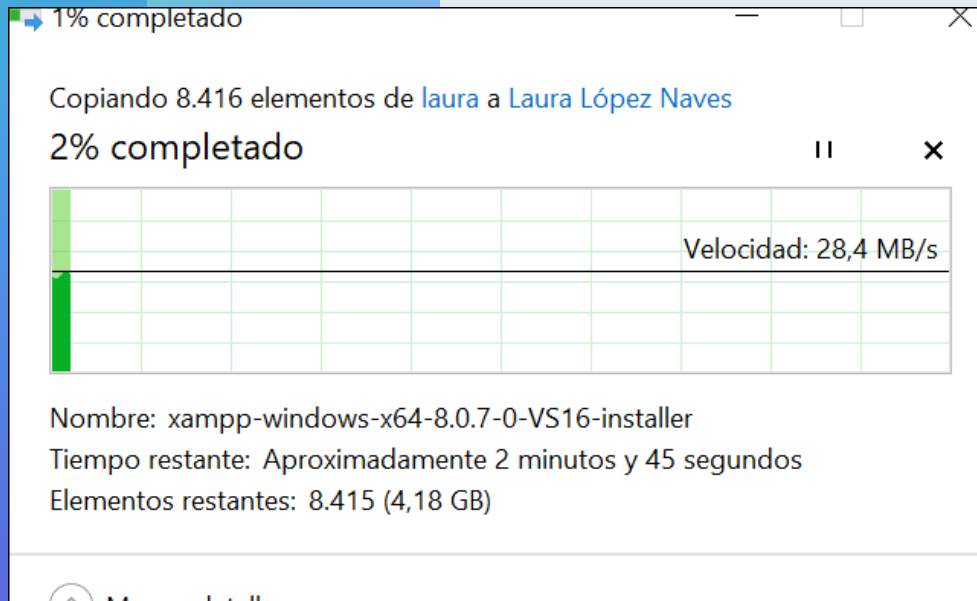 1% completado
Copiando 8.416 elementos de laura a Laura López Naves
2% completado
Velocidad: 28,4 MB/s
Nombre: xampp-windows-x64-8.0.7-0-VS16-installer
Tiempo restante: Aproximadamente 2 minutos y 45 segundos
Elementos restantes: 8.415 (4,18 GB)